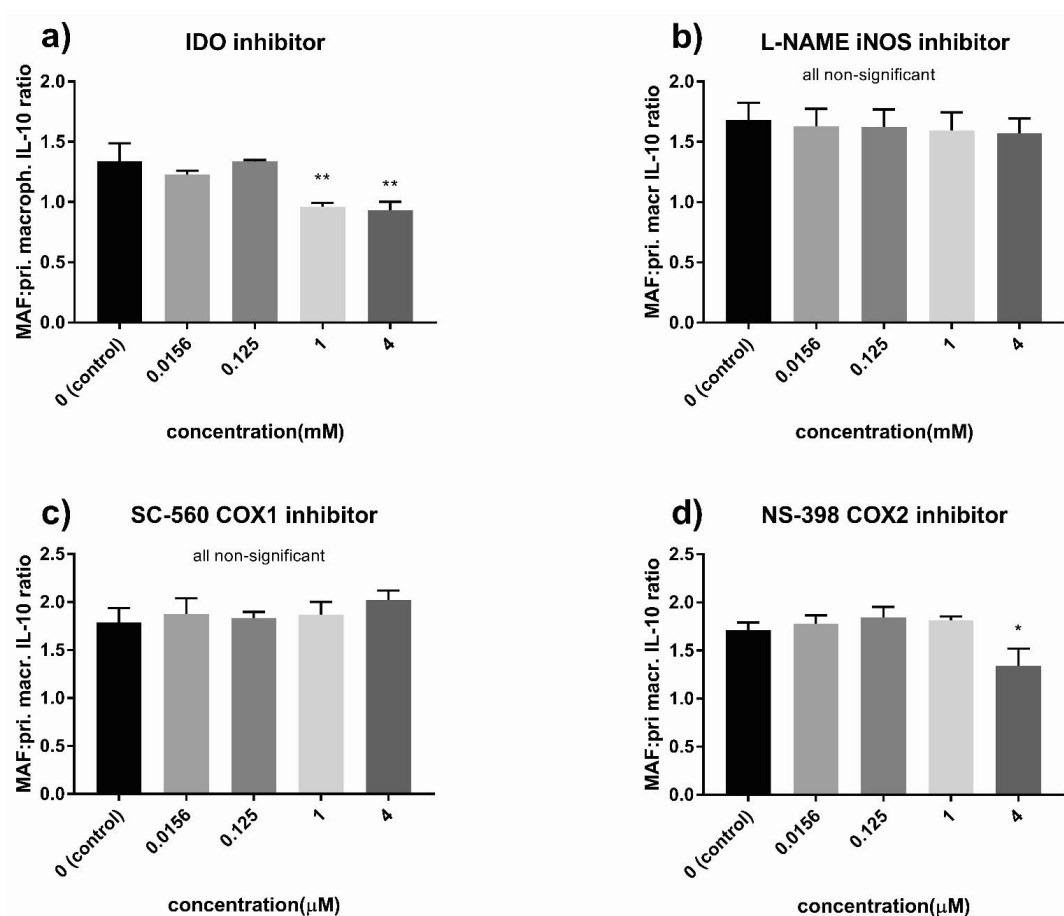 a)
IDO inhibitor
MAF:pri. macroph. IL-10 ratio
2.0
1.5
1.0
0.5
0.0
**
**
0 (control)
0.0156
0.125
1
4
concentration(mM)
b)
L-NAME iNOS inhibitor
all non-significant
MAF:pri. macr IL-10 ratio
2.0
1.5
1.0
0.5
0.0
0 (control)
0.0156
0.125
1
4
concentration(mM)
c)
SC-560 COX1 inhibitor
all non-significant
MAF:pri. macr. IL-10 ratio
2.5
2.0
1.5
1.0
0.5
0.0
0 (control)
0.0156
0.125
1
4
concentration(μM)
d)
NS-398 COX2 inhibitor
MAF:pri macr. IL-10 ratio
2.5
2.0
1.5
1.0
0.5
0.0
*
0 (control)
0.0156
0.125
1
4
concentration(μM)